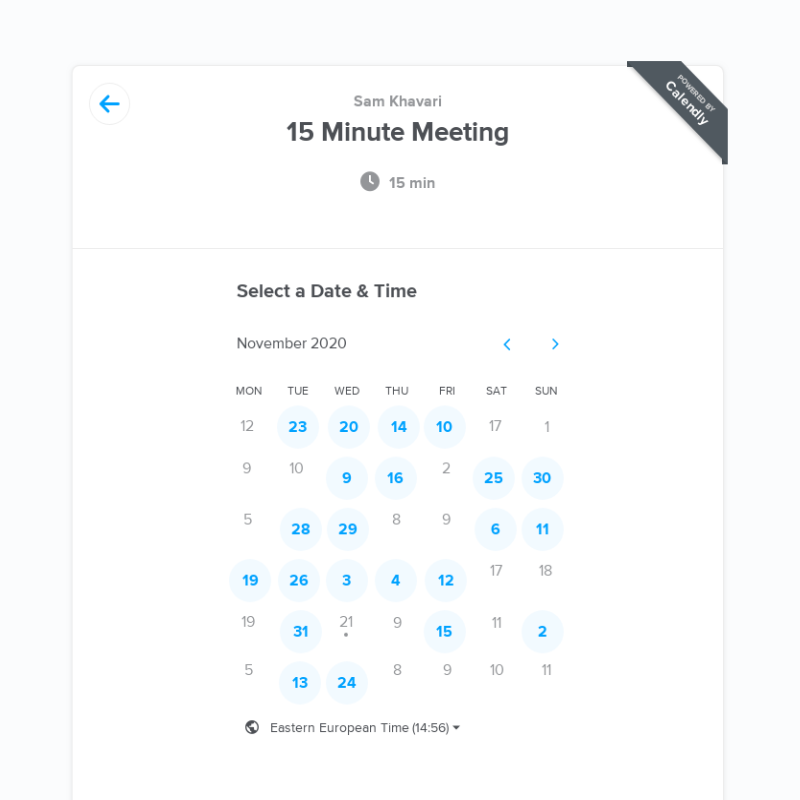 POWERED BY
Calendly
Sam Khavari
15 Minute Meeting
15 min
Select a Date & Time
November 2020
MON TUE WED THU FRI SAT SUN
12 23 20 14 10 17 1
9 10 9 16 2 25 30
5 28 29 8 9 6 11
19 26 3 4 12 17 18
19 31 21 9 15 11 2
5 13 24 8 9 10 11
Eastern European Time (14:56)